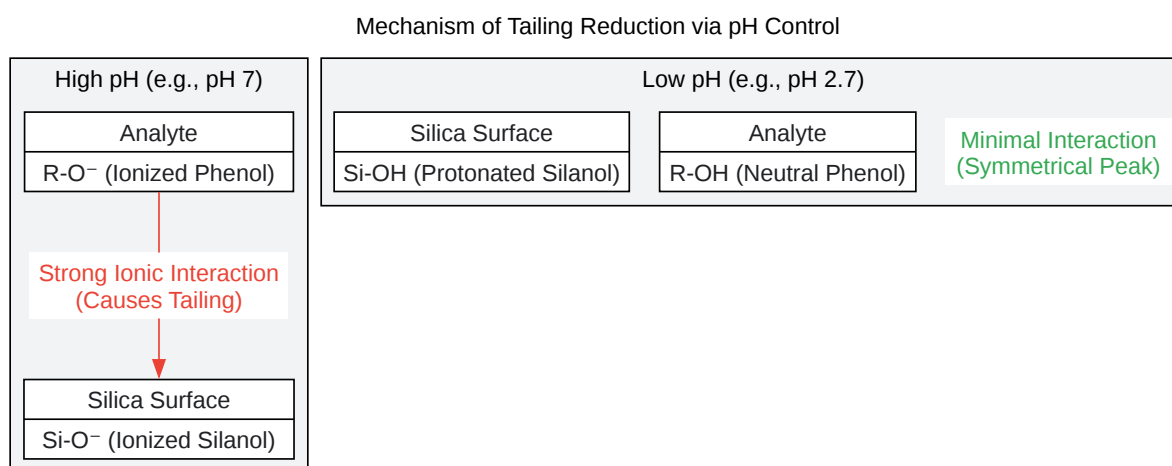 Mechanism of Tailing Reduction via pH Control
High pH (e.g., pH 7)
Analyte
R-O⁻ (Ionized Phenol)
Strong Ionic Interaction
(Causes Tailing)
Silica Surface
Si-O⁻ (Ionized Silanol)
Low pH (e.g., pH 2.7)
Silica Surface
Si-OH (Protonated Silanol)
Analyte
R-OH (Neutral Phenol)
Minimal Interaction
(Symmetrical Peak)